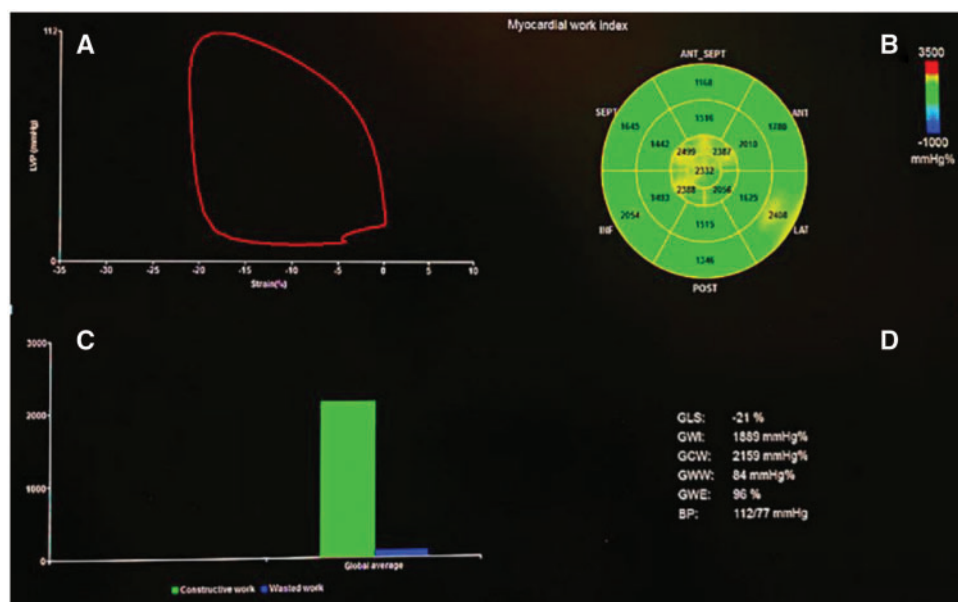 Myocardial work index
A
112
LVP (mmHg)
0
-35
-30
-25
-20
-15
-10
-5
0
5
10
Strain(%)
B
3500
-1000
mmHg%
ANT_SEPT
SEPT
ANT
INF
LAT
POST
1168
1645
1516
1780
1442
2499
2387
2010
2332
2388
2056
1625
2054
2408
1515
1346
C
3000
2000
1000
0
Global average
Constructive work
Wasted work
D
GLS: -21 %
GWI: 1889 mmHg%
GCW: 2159 mmHg%
GWW: 84 mmHg%
GWE: 96 %
BP: 112/77 mmHg